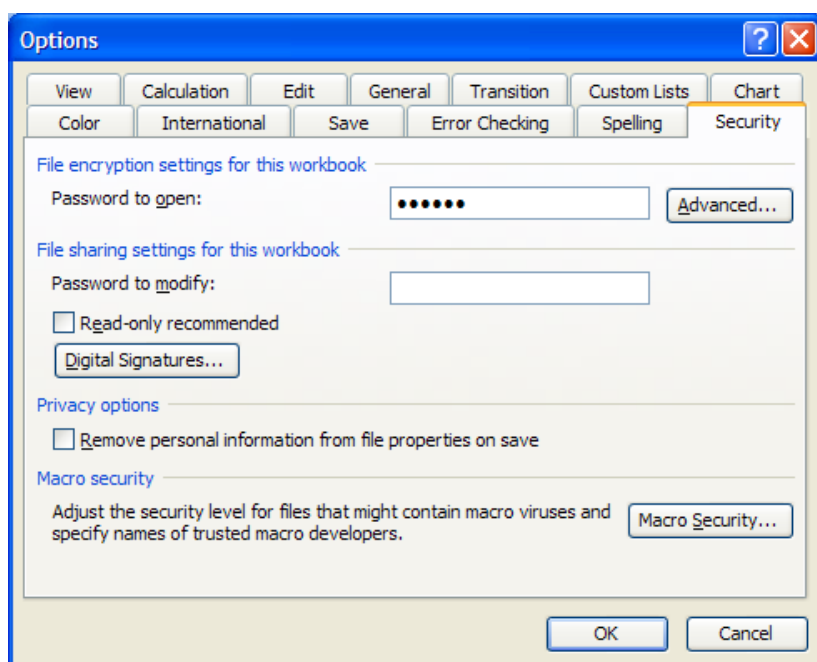 Options
View Calculation Edit General Transition Custom Lists Chart
Color International Save Error Checking Spelling Security
File encryption settings for this workbook
Password to open: •••••• Advanced...
File sharing settings for this workbook
Password to modify:
Read-only recommended
Digital Signatures...
Privacy options
Remove personal information from file properties on save
Macro security
Adjust the security level for files that might contain macro viruses and
specify names of trusted macro developers.
Macro Security...
OK Cancel